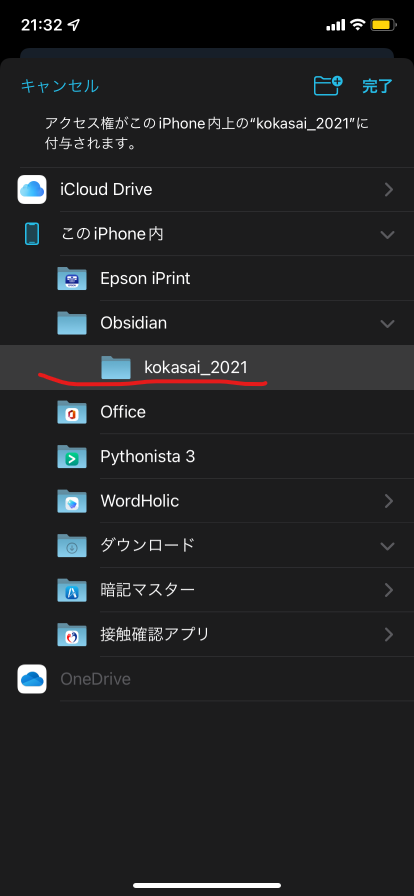 21:32
キャンセル
完了
アクセス権がこのiPhone内上の“kokasai_2021”に
付与されます。
iCloud Drive
このiPhone内
Epson iPrint
Obsidian
kokasai_2021
Office
Pythonista 3
WordHolic
ダウンロード
暗記マスター
接触確認アプリ
OneDrive